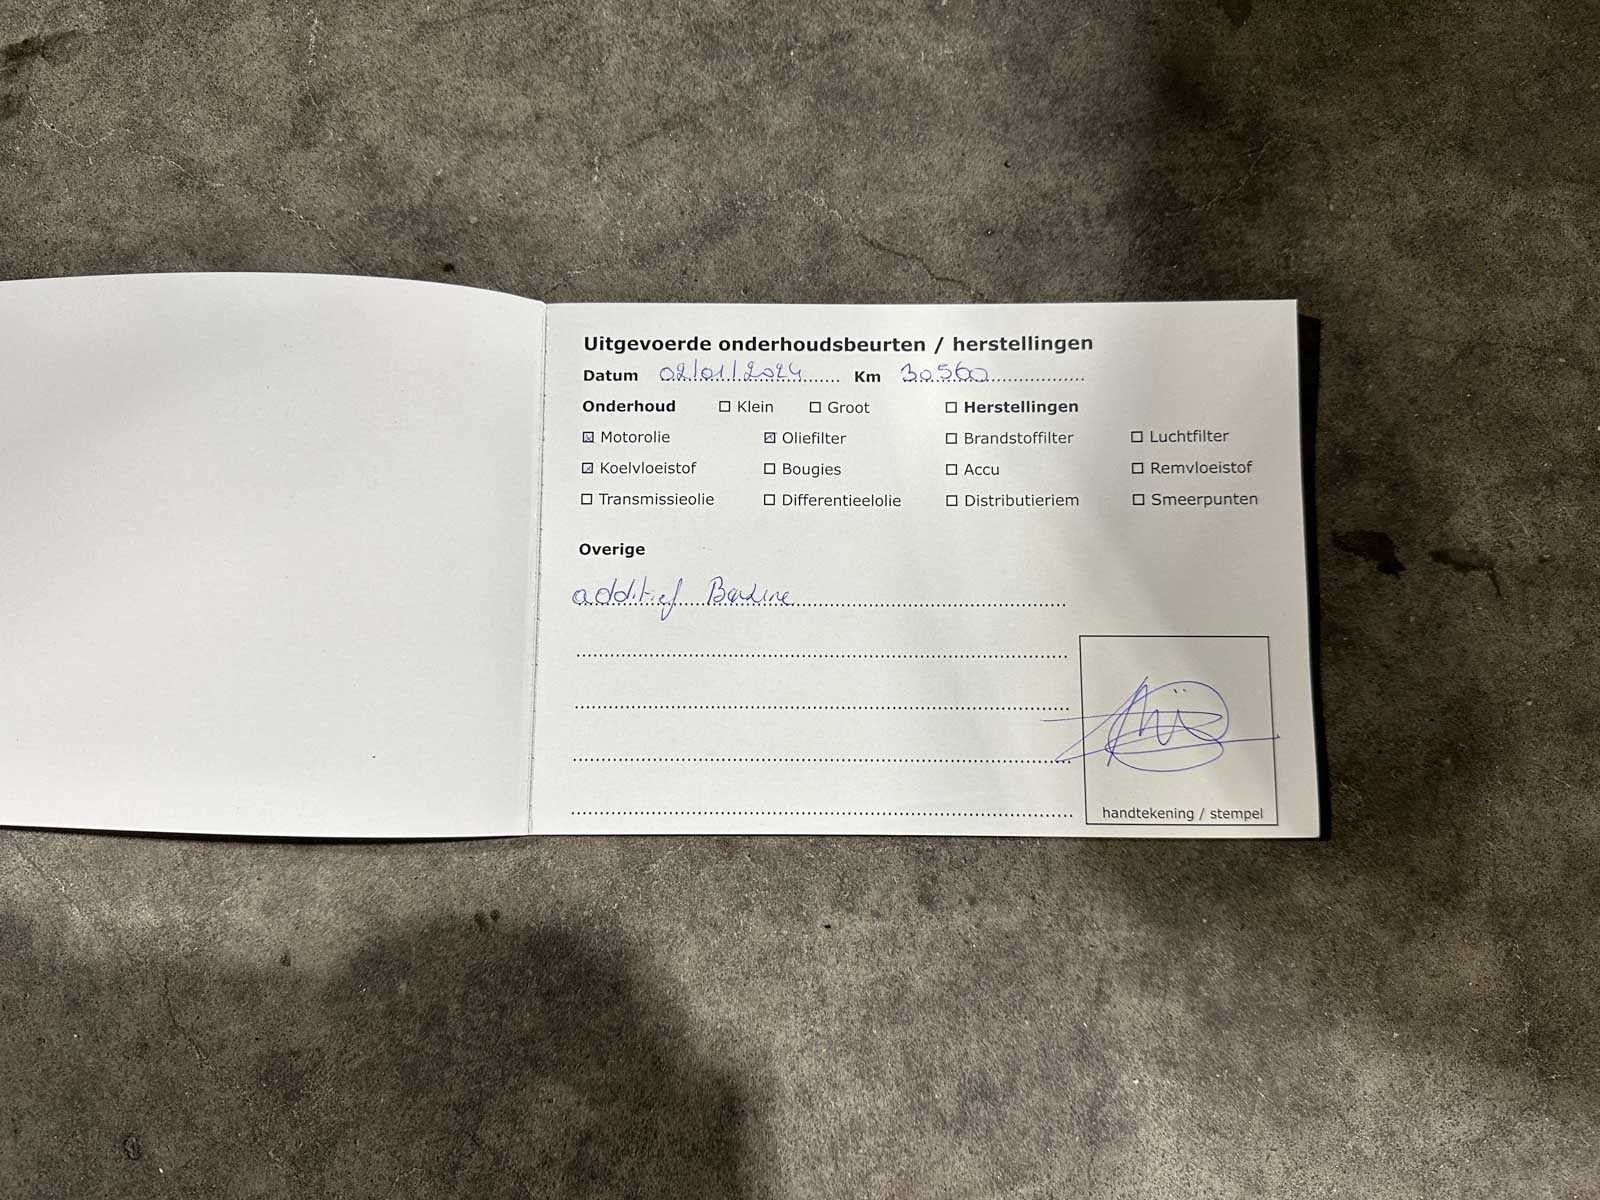 Uitgevoerde onderhoudsbeurten / herstellingen
Datum 02/01/2024 Km 30560
Onderhoud Klein Groot Herstellingen
Motorolie Oliefilter Brandstoffilter Luchtfilter
Koelvloeistof Bougies Accu Remvloeistof
Transmissieolie Differentieelolie Distributieriem Smeerpunten
Overige
additief
handtekening / stempel